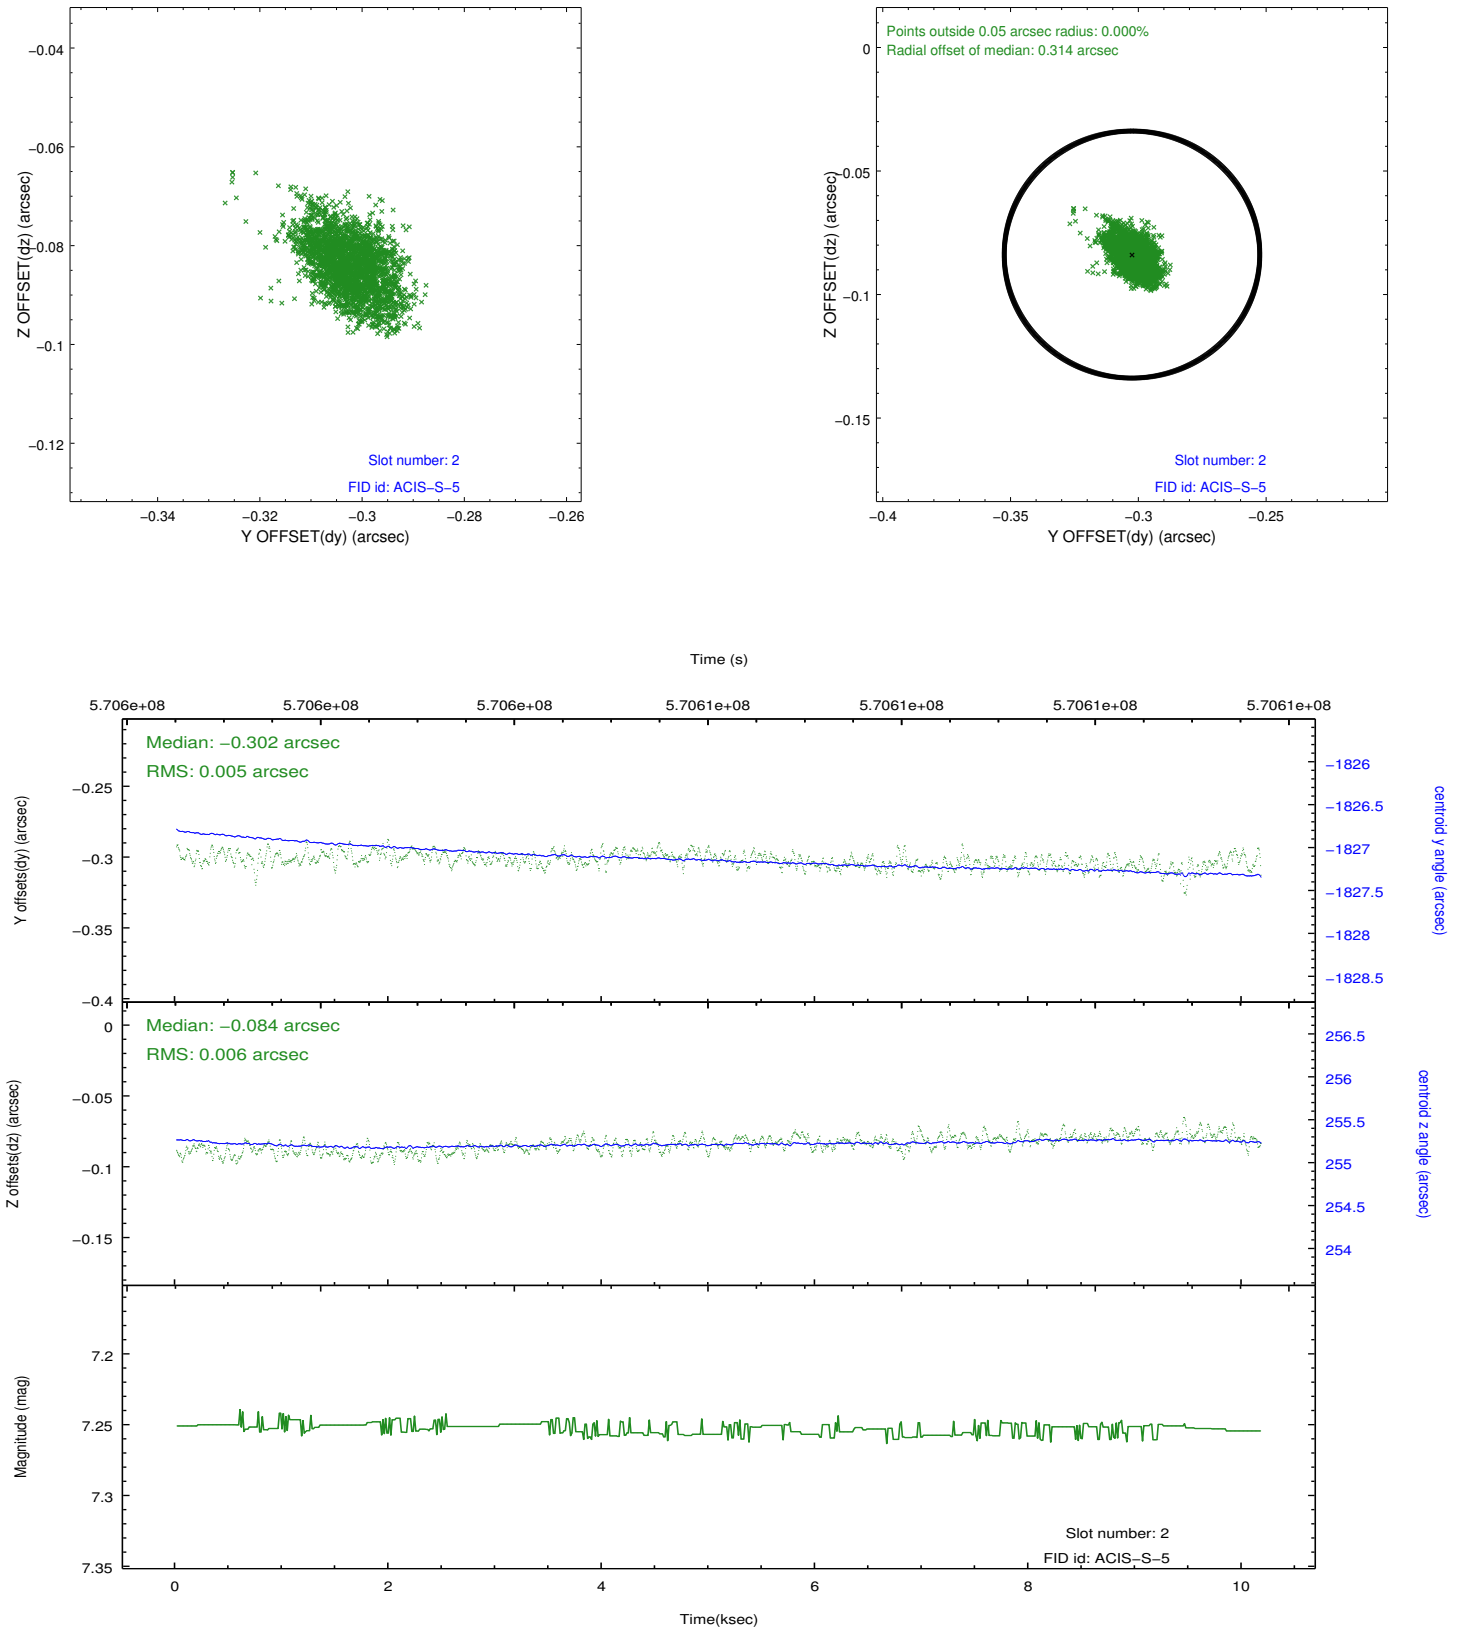 −0.04
−0.06
−0.08
−0.1
−0.12
Z OFFSET(dz) (arcsec)
Slot number: 2
FID id: ACIS−S−5
−0.34
−0.32
−0.3
−0.28
−0.26
Y OFFSET(dy) (arcsec)
Points outside 0.05 arcsec radius: 0.000%
Radial offset of median: 0.314 arcsec
0
−0.05
−0.1
−0.15
Z OFFSET(dz) (arcsec)
Slot number: 2
FID id: ACIS−S−5
−0.4
−0.35
−0.3
−0.25
Y OFFSET(dy) (arcsec)
Time (s)
5.706e+08
5.706e+08
5.706e+08
5.7061e+08
5.7061e+08
5.7061e+08
5.7061e+08
Median: −0.302 arcsec
RMS: 0.005 arcsec
−0.25
−0.3
−0.35
−0.4
Y offsets(dy) (arcsec)
−1826
−1826.5
−1827
−1827.5
−1828
−1828.5
centroid y angle (arcsec)
Median: −0.084 arcsec
RMS: 0.006 arcsec
0
−0.05
−0.1
−0.15
Z offsets(dz) (arcsec)
256.5
256
255.5
255
254.5
254
centroid z angle (arcsec)
7.2
7.25
7.3
7.35
Magnitude (mag)
Slot number: 2
FID id: ACIS−S−5
0
2
4
6
8
10
Time(ksec)